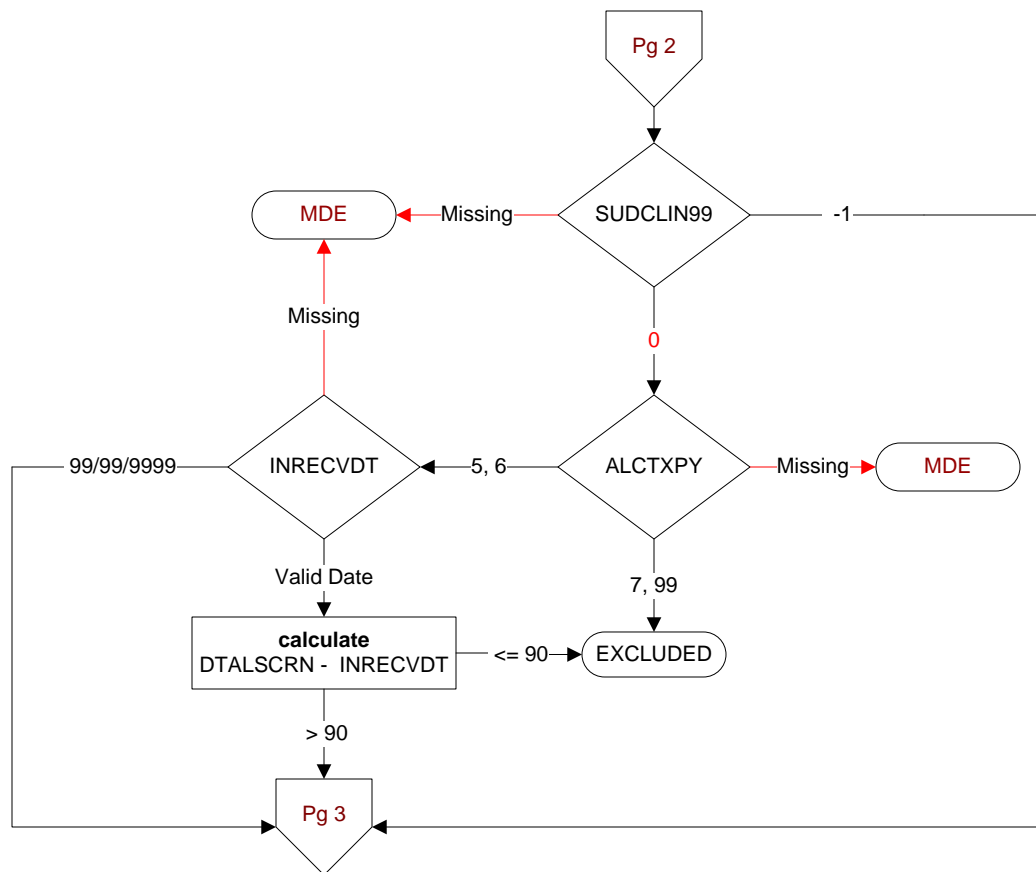 Pg 2
MDE
Missing
SUDCLIN99
-1
Missing
0
99/99/9999
INRECVDT
5, 6
ALCTXPY
Missing
MDE
Valid Date
7, 99
calculate
DTALSCRN - INRECVDT
<= 90
EXCLUDED
> 90
Pg 3